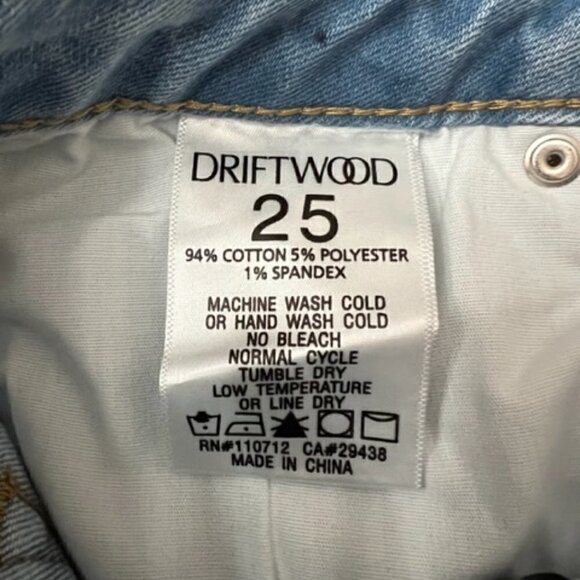 DRIFTWOOD
25
94% COTTON 5% POLYESTER
1% SPANDEX
MACHINE WASH COLD
OR HAND WASH COLD
NO BLEACH
NORMAL CYCLE
TUMBLE DRY
LOW TEMPERATURE
OR LINE DRY
RN#110712 CA#29438
MADE IN CHINA